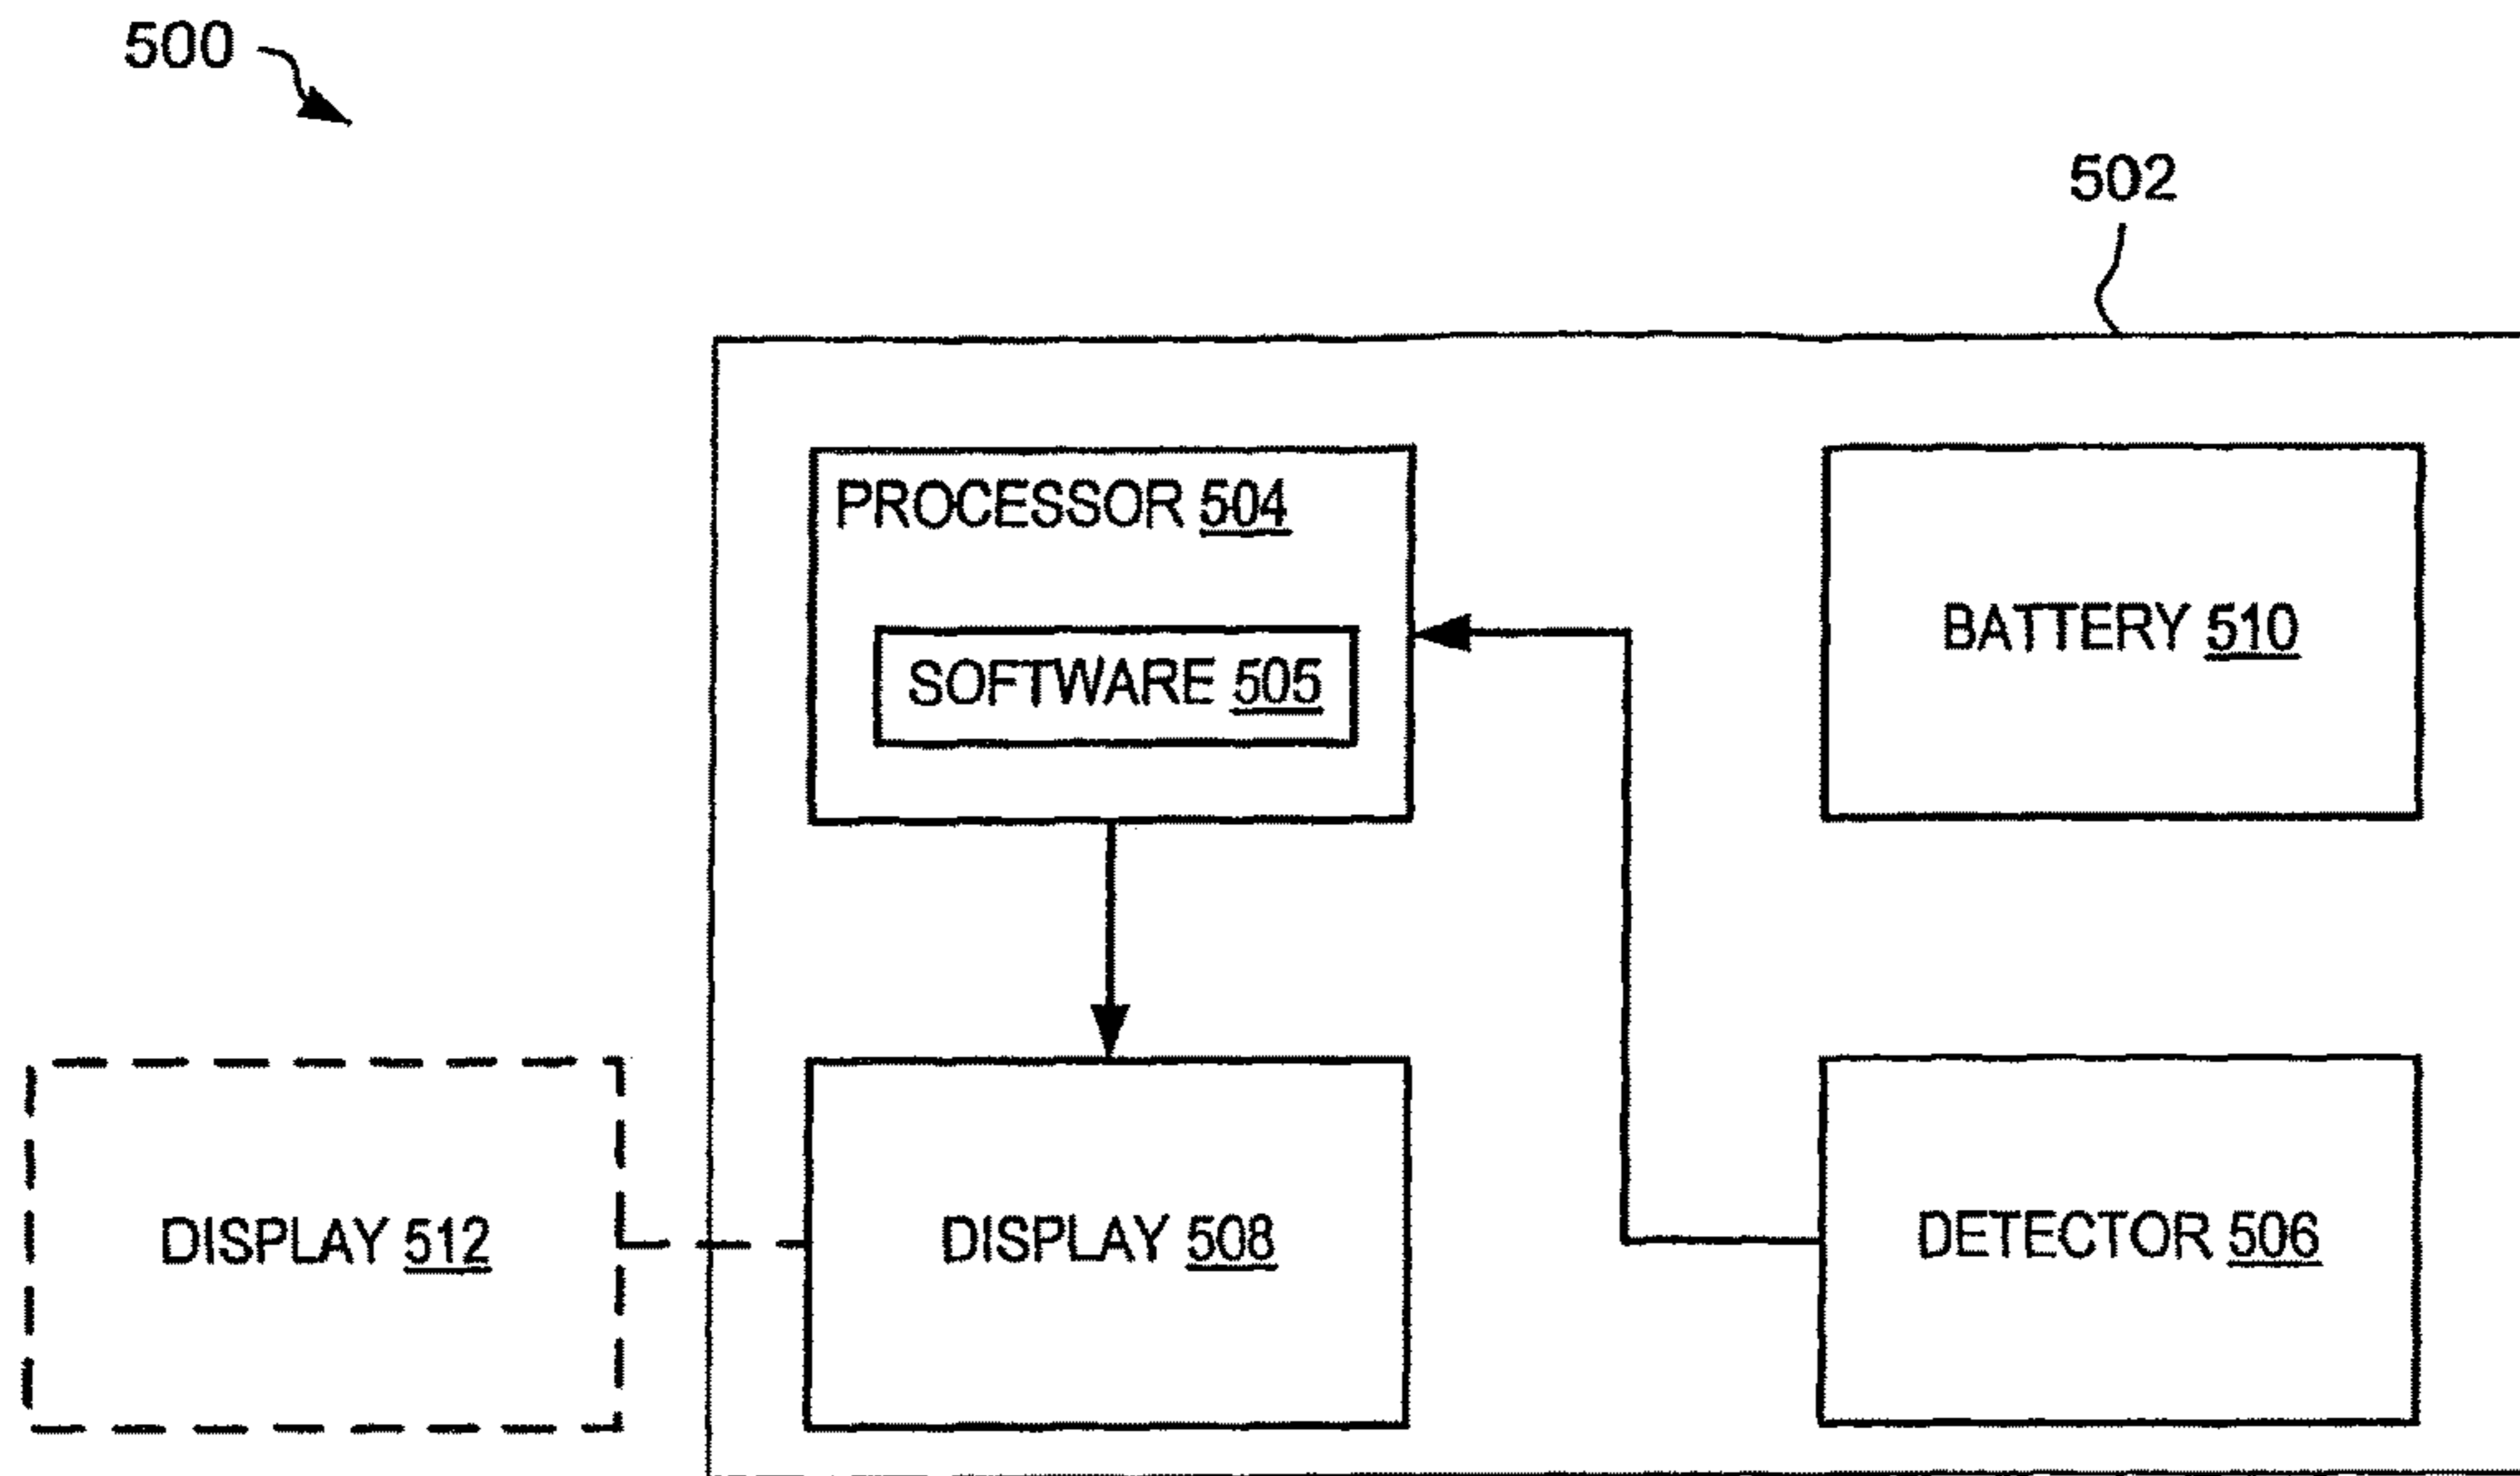 500
502
PROCESSOR 504
SOFTWARE 505
BATTERY 510
DISPLAY 512
DISPLAY 508
DETECTOR 506